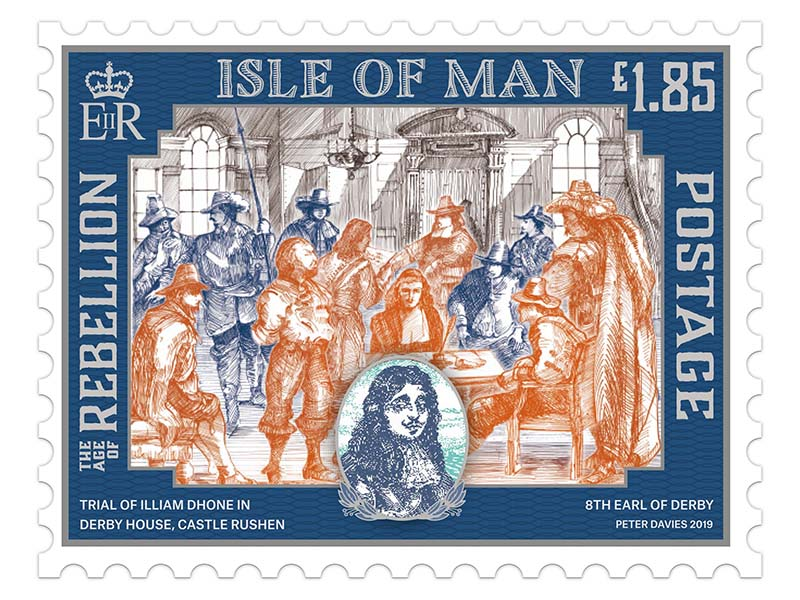 ISLE OF MAN
£1.85
EIIR
THE AGE OF
REBELLION
POSTAGE
TRIAL OF ILLIAM DHONE IN
DERBY HOUSE, CASTLE RUSHEN
8TH EARL OF DERBY
PETER DAVIES 2019